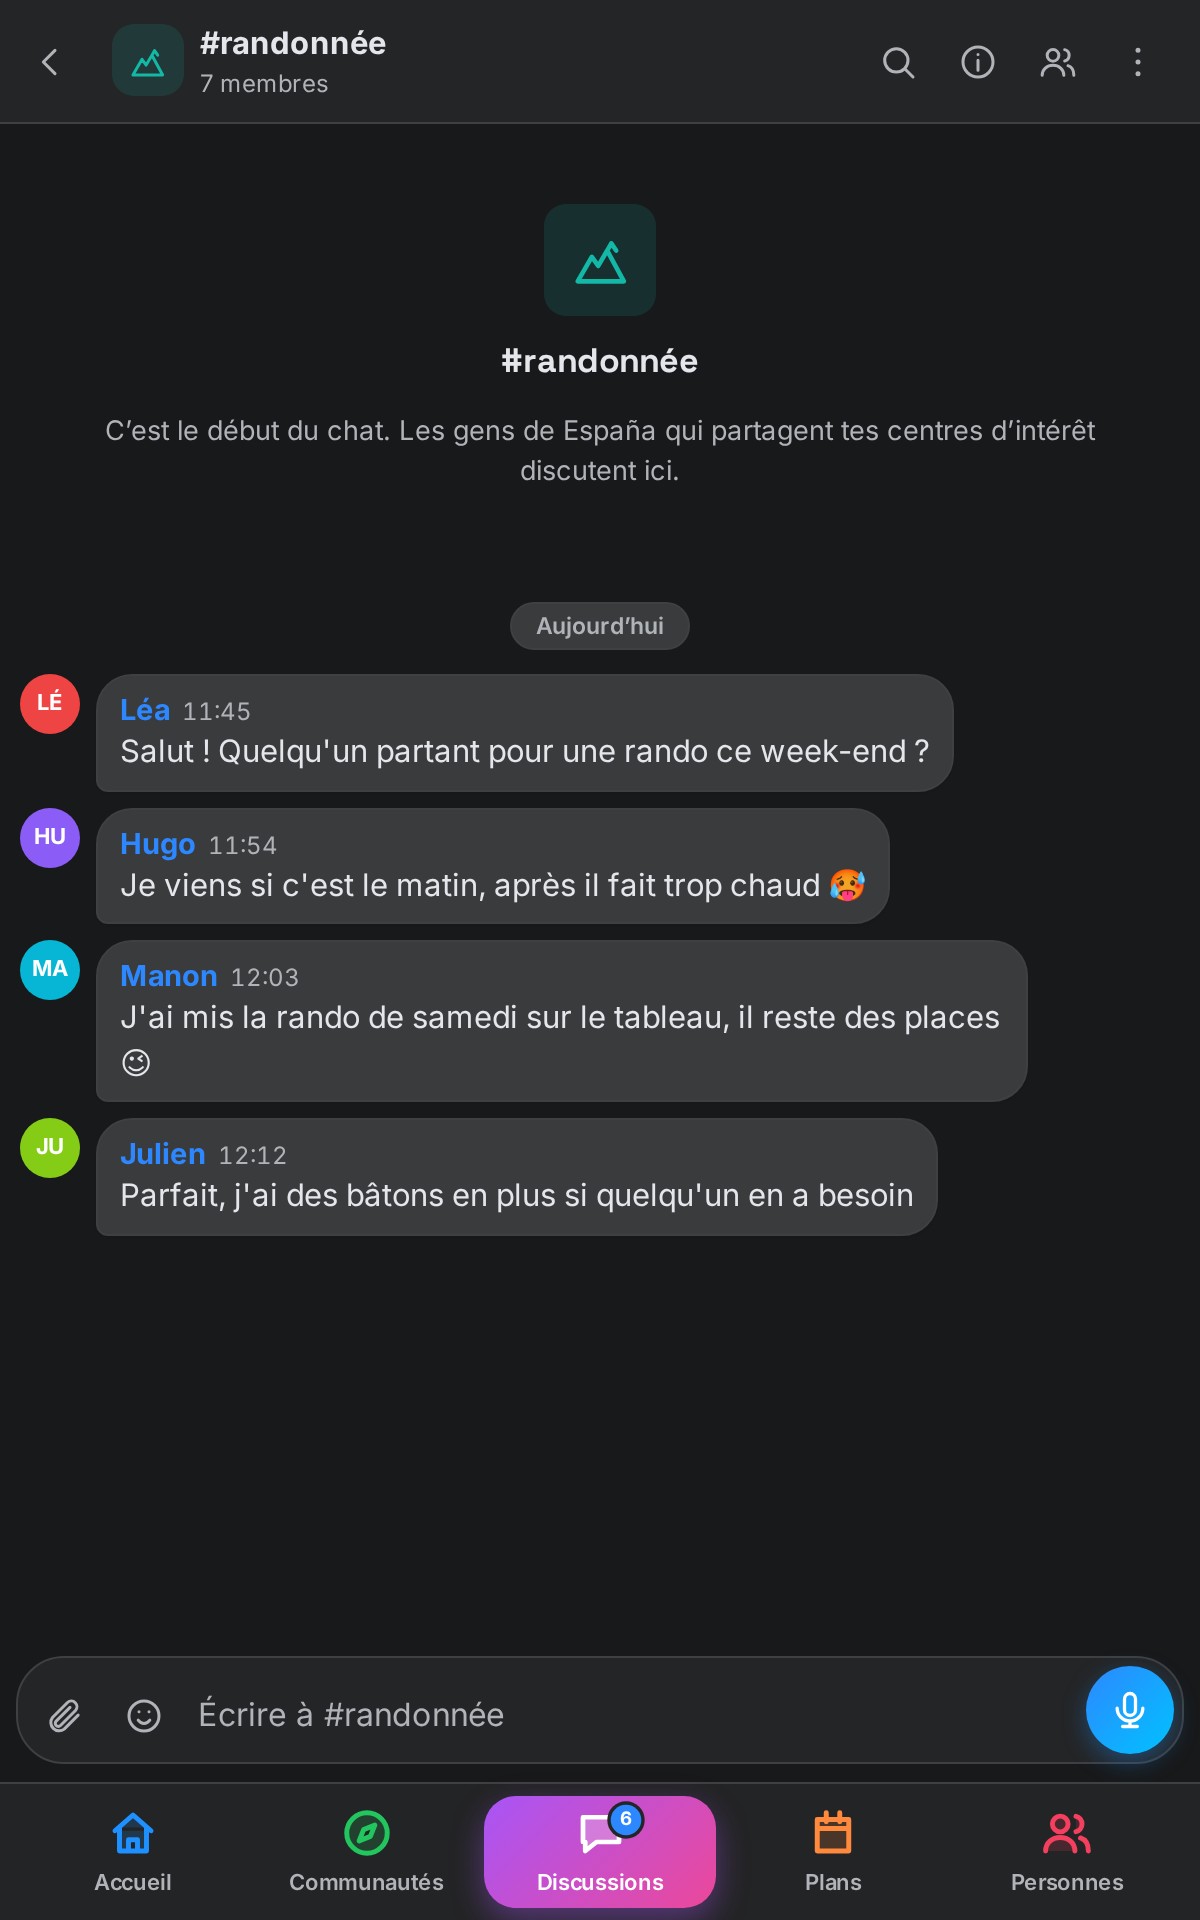 #randonnée
7 membres
#randonnée
C’est le début du chat. Les gens de España qui partagent tes centres d’intérêt
discutent ici.
Aujourd’hui
LÉ
Léa 11:45
Salut ! Quelqu'un partant pour une rando ce week-end ?
HU
Hugo 11:54
Je viens si c'est le matin, après il fait trop chaud 🥵
MA
Manon 12:03
J'ai mis la rando de samedi sur le tableau, il reste des places
😉
JU
Julien 12:12
Parfait, j'ai des bâtons en plus si quelqu'un en a besoin
Écrire à #randonnée
6
Accueil
Communautés
Discussions
Plans
Personnes